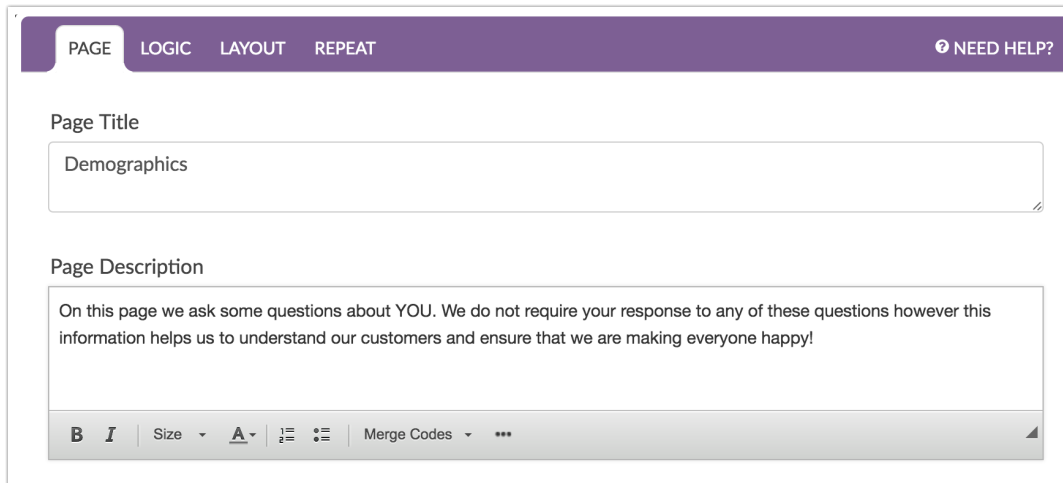 PAGE LOGIC LAYOUT REPEAT NEED HELP?
Page Title
Demographics
Page Description
On this page we ask some questions about YOU. We do not require your response to any of these questions however this
information helps us to understand our customers and ensure that we are making everyone happy!
B I Size A Merge Codes